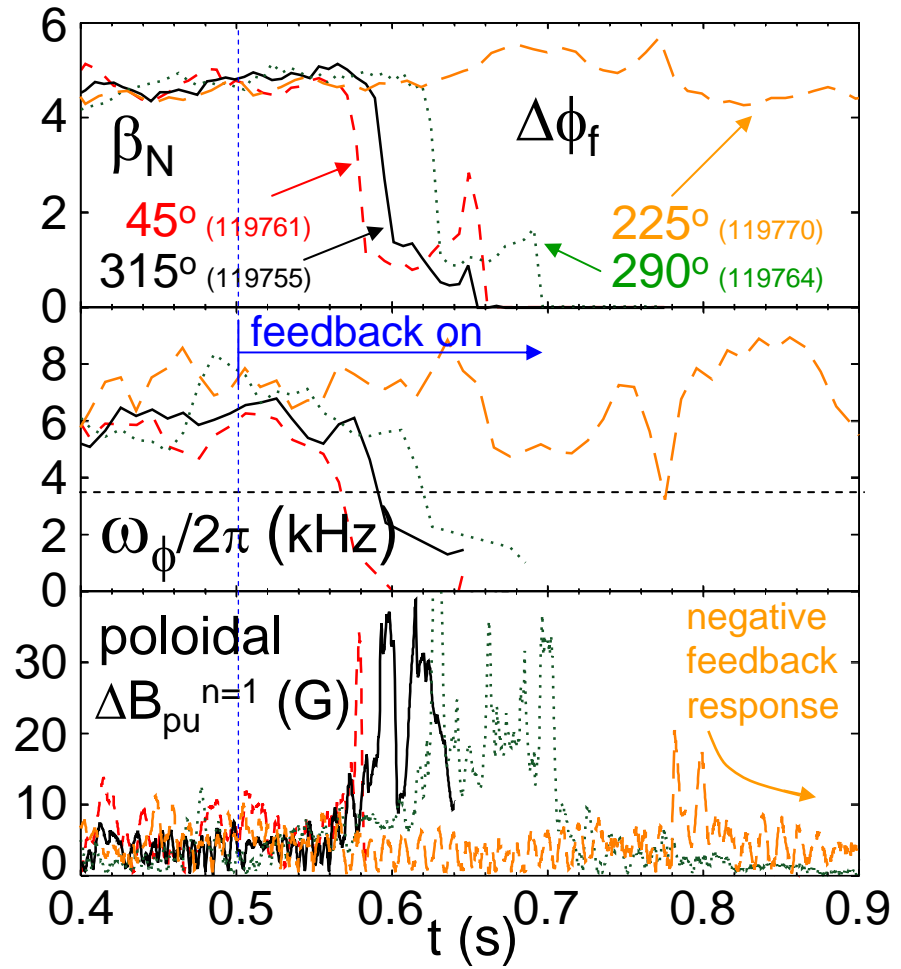 6
4
2
0
β_N
Δϕ_f
45° (119761)
315° (119755)
225° (119770)
290° (119764)
8
6
4
2
0
feedback on
ω_ϕ/2π (kHz)
30
20
10
0
poloidal
ΔB_pu^n=1 (G)
negative
feedback
response
0.4 0.5 0.6 0.7 0.8 0.9
t (s)